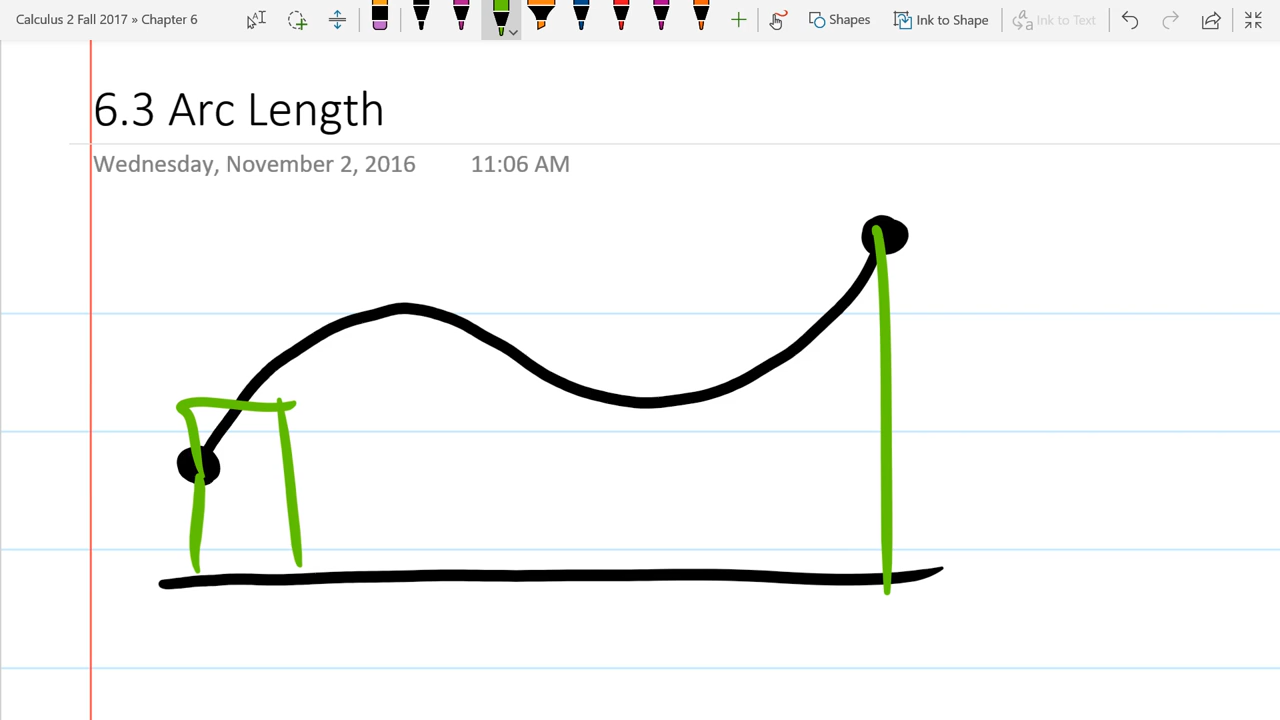 Calculus 2 Fall 2017 » Chapter 6
Shapes
Ink to Shape
Ink to Text
6.3 Arc Length
Wednesday, November 2, 2016 11:06 AM